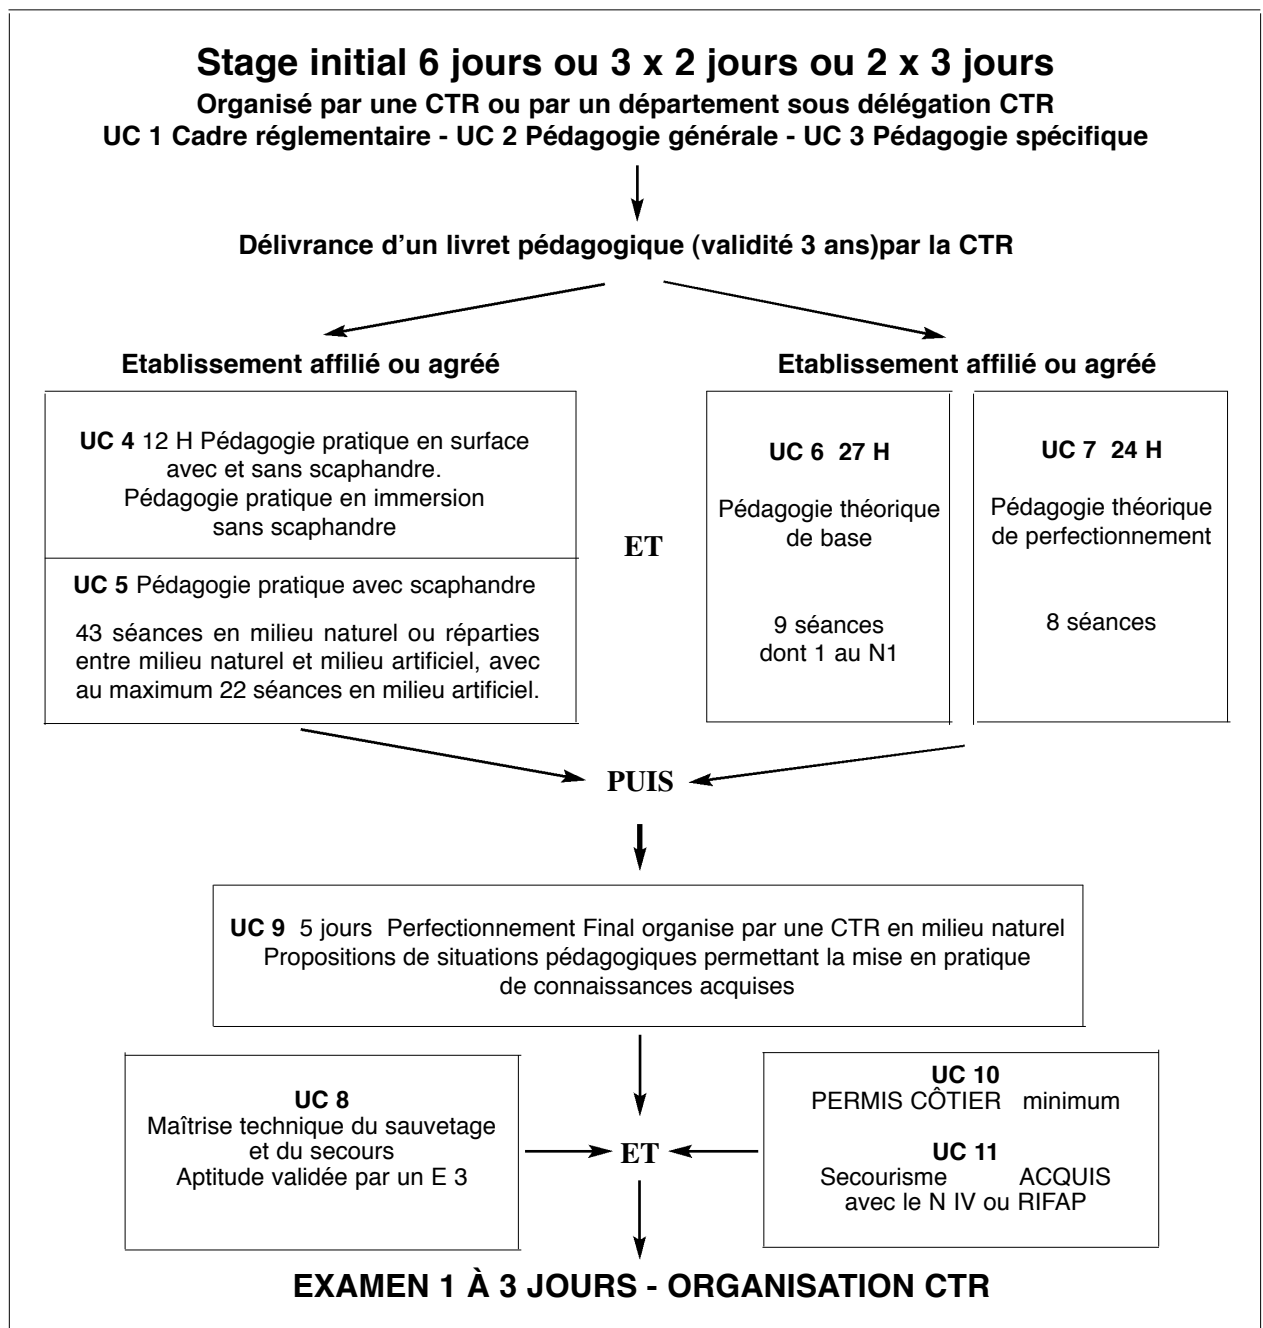 Stage initial 6 jours ou 3 x 2 jours ou 2 x 3 jours
Organisé par une CTR ou par un département sous délégation CTR
UC 1 Cadre réglementaire - UC 2 Pédagogie générale - UC 3 Pédagogie spécifique
Délivrance d'un livret pédagogique (validité 3 ans)par la CTR
Etablissement affilié ou agréé
UC 4 12 H Pédagogie pratique en surface
avec et sans scaphandre.
Pédagogie pratique en immersion
sans scaphandre
UC 5 Pédagogie pratique avec scaphandre
43 séances en milieu naturel ou réparties
entre milieu naturel et milieu artificiel, avec
au maximum 22 séances en milieu artificiel.
ET
Etablissement affilié ou agréé
UC 6 27 H
Pédagogie théorique
de base
9 séances
dont 1 au N1
UC 7 24 H
Pédagogie théorique
de perfectionnement
8 séances
PUIS
UC 9 5 jours Perfectionnement Final organise par une CTR en milieu naturel
Propositions de situations pédagogiques permettant la mise en pratique
de connaissances acquises
UC 8
Maîtrise technique du sauvetage
et du secours
Aptitude validée par un E 3
ET
UC 10
PERMIS CÔTIER minimum
UC 11
Secourisme ACQUIS
avec le N IV ou RIFAP
EXAMEN 1 À 3 JOURS - ORGANISATION CTR